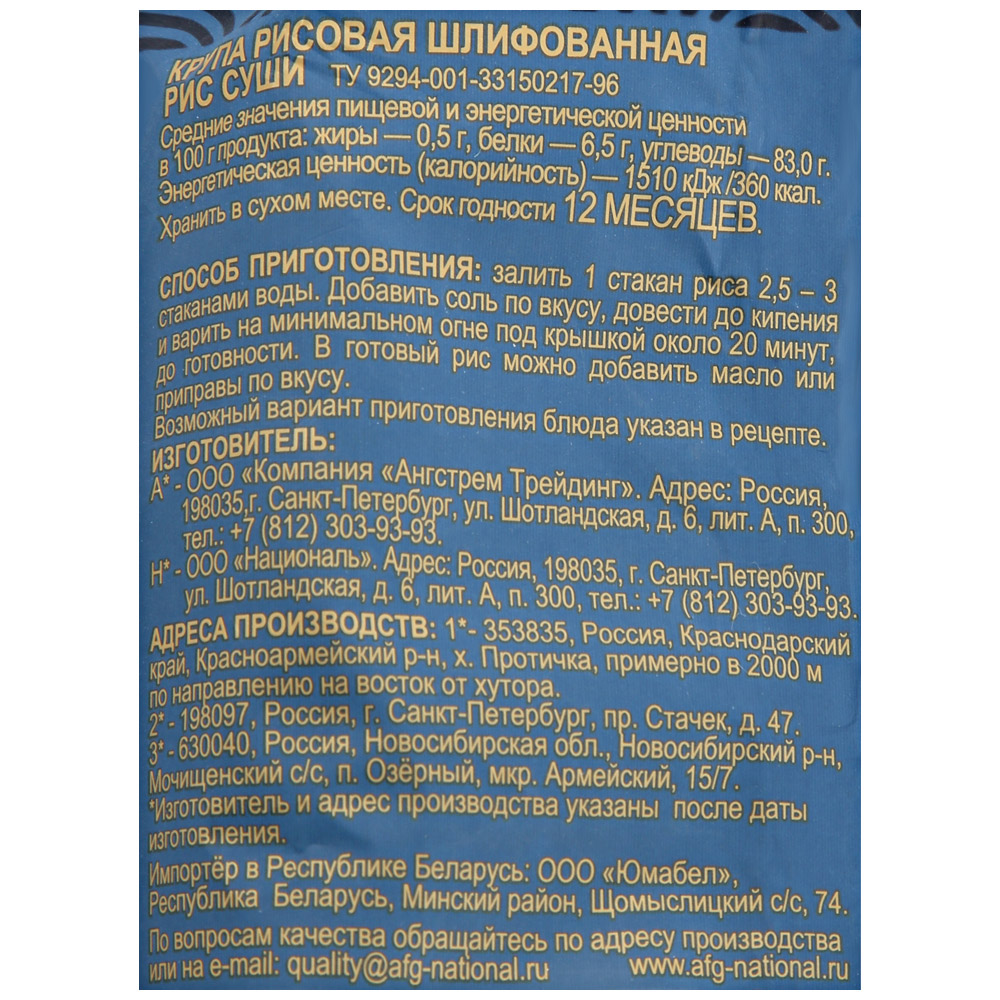 КРУПА РИСОВАЯ ШЛИФОВАННАЯ
РИС СУШИ ТУ 9294-001-33150217-96
Средние значения пищевой и энергетической ценности
в 100 г продукта: жиры — 0,5 г, белки — 6,5 г, углеводы — 83,0 г.
Энергетическая ценность (калорийность) — 1510 кДж /360 ккал.
Хранить в сухом месте. Срок годности 12 МЕСЯЦЕВ.
СПОСОБ ПРИГОТОВЛЕНИЯ: залить 1 стакан риса 2,5 – 3
стаканами воды. Добавить соль по вкусу, довести до кипения
и варить на минимальном огне под крышкой около 20 минут,
до готовности. В готовый рис можно добавить масло или
приправы по вкусу.
Возможный вариант приготовления блюда указан в рецепте.
ИЗГОТОВИТЕЛЬ:
А* - ООО «Компания «Ангстрем Трейдинг». Адрес: Россия,
198035,г. Санкт-Петербург, ул. Шотландская, д. 6, лит. А, п. 300,
тел.: +7 (812) 303-93-93.
Н* - ООО «Националь». Адрес: Россия, 198035, г. Санкт-Петербург,
ул. Шотландская, д. 6, лит. А, п. 300, тел.: +7 (812) 303-93-93.
АДРЕСА ПРОИЗВОДСТВ: 1*- 353835, Россия, Краснодарский
край, Красноармейский р-н, х. Протичка, примерно в 2000 м
по направлению на восток от хутора.
2* - 198097, Россия, г. Санкт-Петербург, пр. Стачек, д. 47.
3* - 630040, Россия, Новосибирская обл., Новосибирский р-н,
Мочищенский с/с, п. Озёрный, мкр. Армейский, 15/7.
*Изготовитель и адрес производства указаны после даты
изготовления.
Импортёр в Республике Беларусь: ООО «Юмабел»,
Республика Беларусь, Минский район, Щомыслицкий с/с, 74.
По вопросам качества обращайтесь по адресу производства
или на e-mail: quality@afg-national.ru www.afg-national.ru